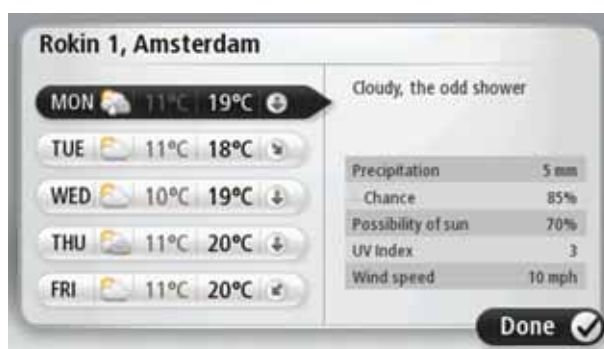 Rokin 1, Amsterdam
MON 11°C 19°C
TUE 11°C 18°C
WED 10°C 19°C
THU 11°C 20°C
FRI 11°C 20°C
Cloudy, the odd shower
Precipitation 5 mm
Chance 85%
Possibility of sun 70%
UV Index 3
Wind speed 10 mph
Done